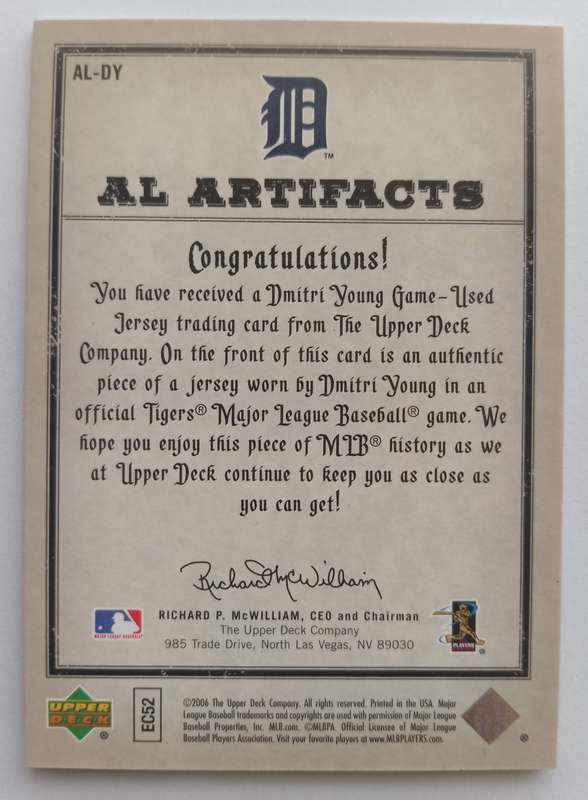 AL-DY
D
TM
AL ARTIFACTS
Congratulations!
You have received a Dmitri Young Game-Used
Jersey trading card from The Upper Deck
Company. On the front of this card is an authentic
piece of a jersey worn by Dmitri Young in an
official Tigers® Major League Baseball® game. We
hope you enjoy this piece of MLB® history as we
at Upper Deck continue to keep you as close as
you can get!
Richard McWilliam
MAJOR LEAGUE BASEBALL
RICHARD P. McWILLIAM, CEO and Chairman
The Upper Deck Company
985 Trade Drive, North Las Vegas, NV 89030
PLAYERS
®
UPPER DECK
®
EC52
©2006 The Upper Deck Company. All rights reserved. Printed in the USA. Major
League Baseball trademarks and copyrights are used with permission of Major League
Baseball Properties, Inc. MLB.com. ©MLBPA. Official Licensee of Major League
Baseball Players Association. Visit your favorite players at www.MLBPLAYERS.com.
®